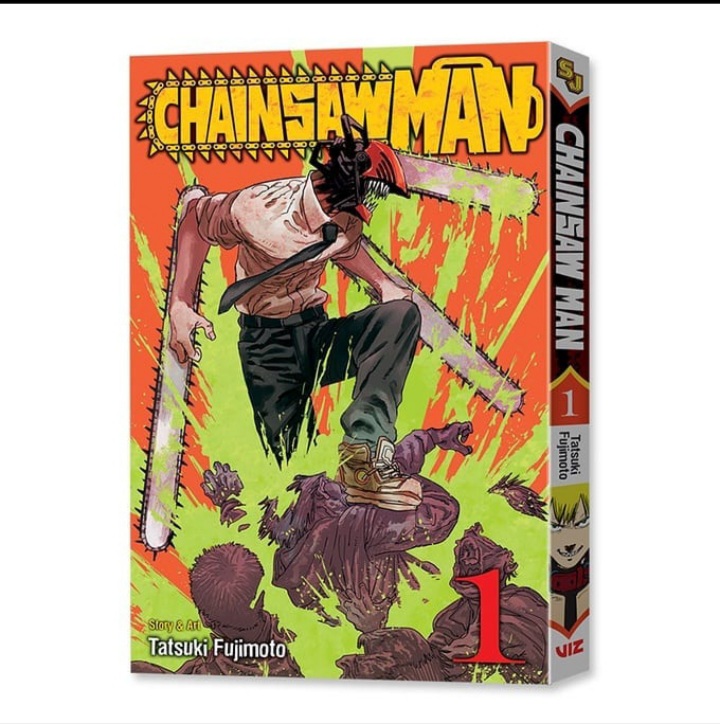 CHAINSAW MAN
1
Story & Art
Tatsuki Fujimoto
SJ
CHAINSAW MAN
1
Tatsuki
Fujimoto
VIZ